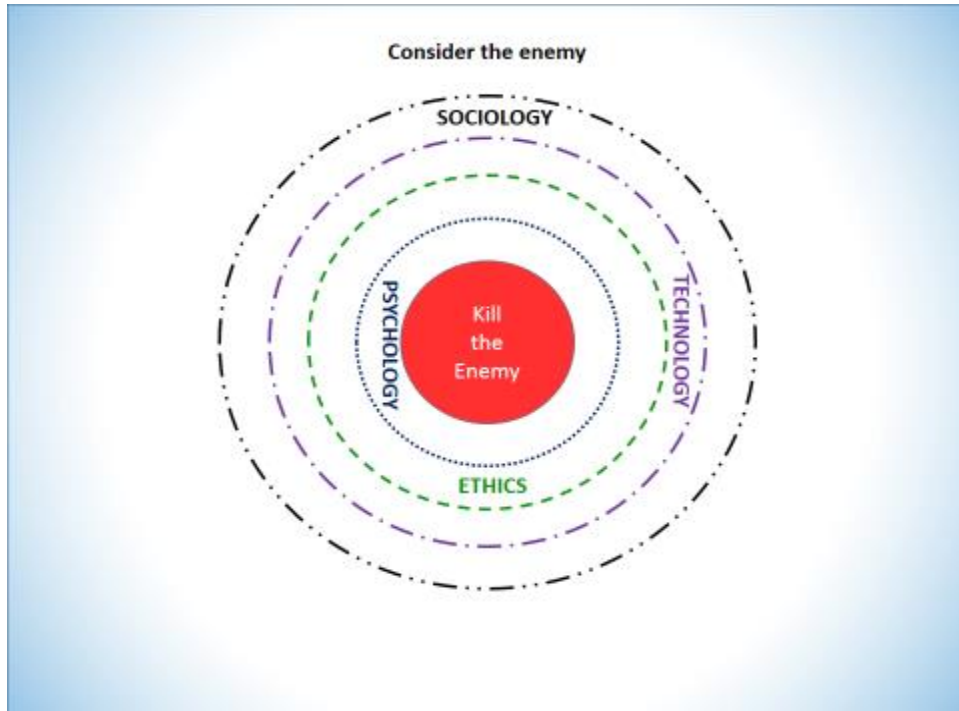 Consider the enemy
SOCIOLOGY
PSYCHOLOGY
Kill
the
Enemy
TECHNOLOGY
ETHICS